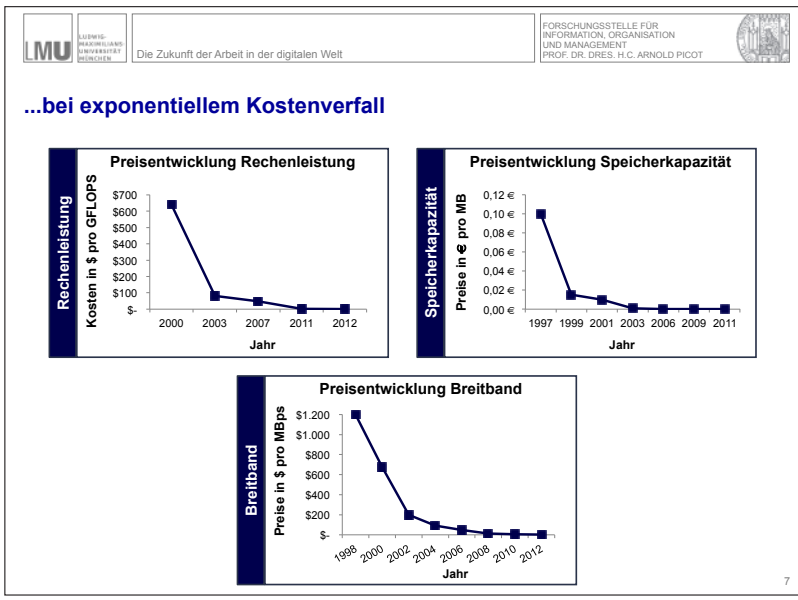 LMU
LUDWIG-
MAXIMILIANS-
UNIVERSITÄT
MÜNCHEN
Die Zukunft der Arbeit in der digitalen Welt
FORSCHUNGSSTELLE FÜR
INFORMATION, ORGANISATION
UND MANAGEMENT
PROF. DR. DRES. H.C. ARNOLD PICOT
...bei exponentiellem Kostenverfall
Rechenleistung
Preisentwicklung Rechenleistung
Kosten in $ pro GFLOPS
$700
$600
$500
$400
$300
$200
$100
$-
2000 2003 2007 2011 2012
Jahr
Speicherkapazität
Preisentwicklung Speicherkapazität
Preise in € pro MB
0,12 €
0,10 €
0,08 €
0,06 €
0,04 €
0,02 €
0,00 €
1997 1999 2001 2003 2006 2009 2011
Jahr
Breitband
Preisentwicklung Breitband
Preise in $ pro MBps
$1.200
$1.000
$800
$600
$400
$200
$-
1998 2000 2002 2004 2006 2008 2010 2012
Jahr
7